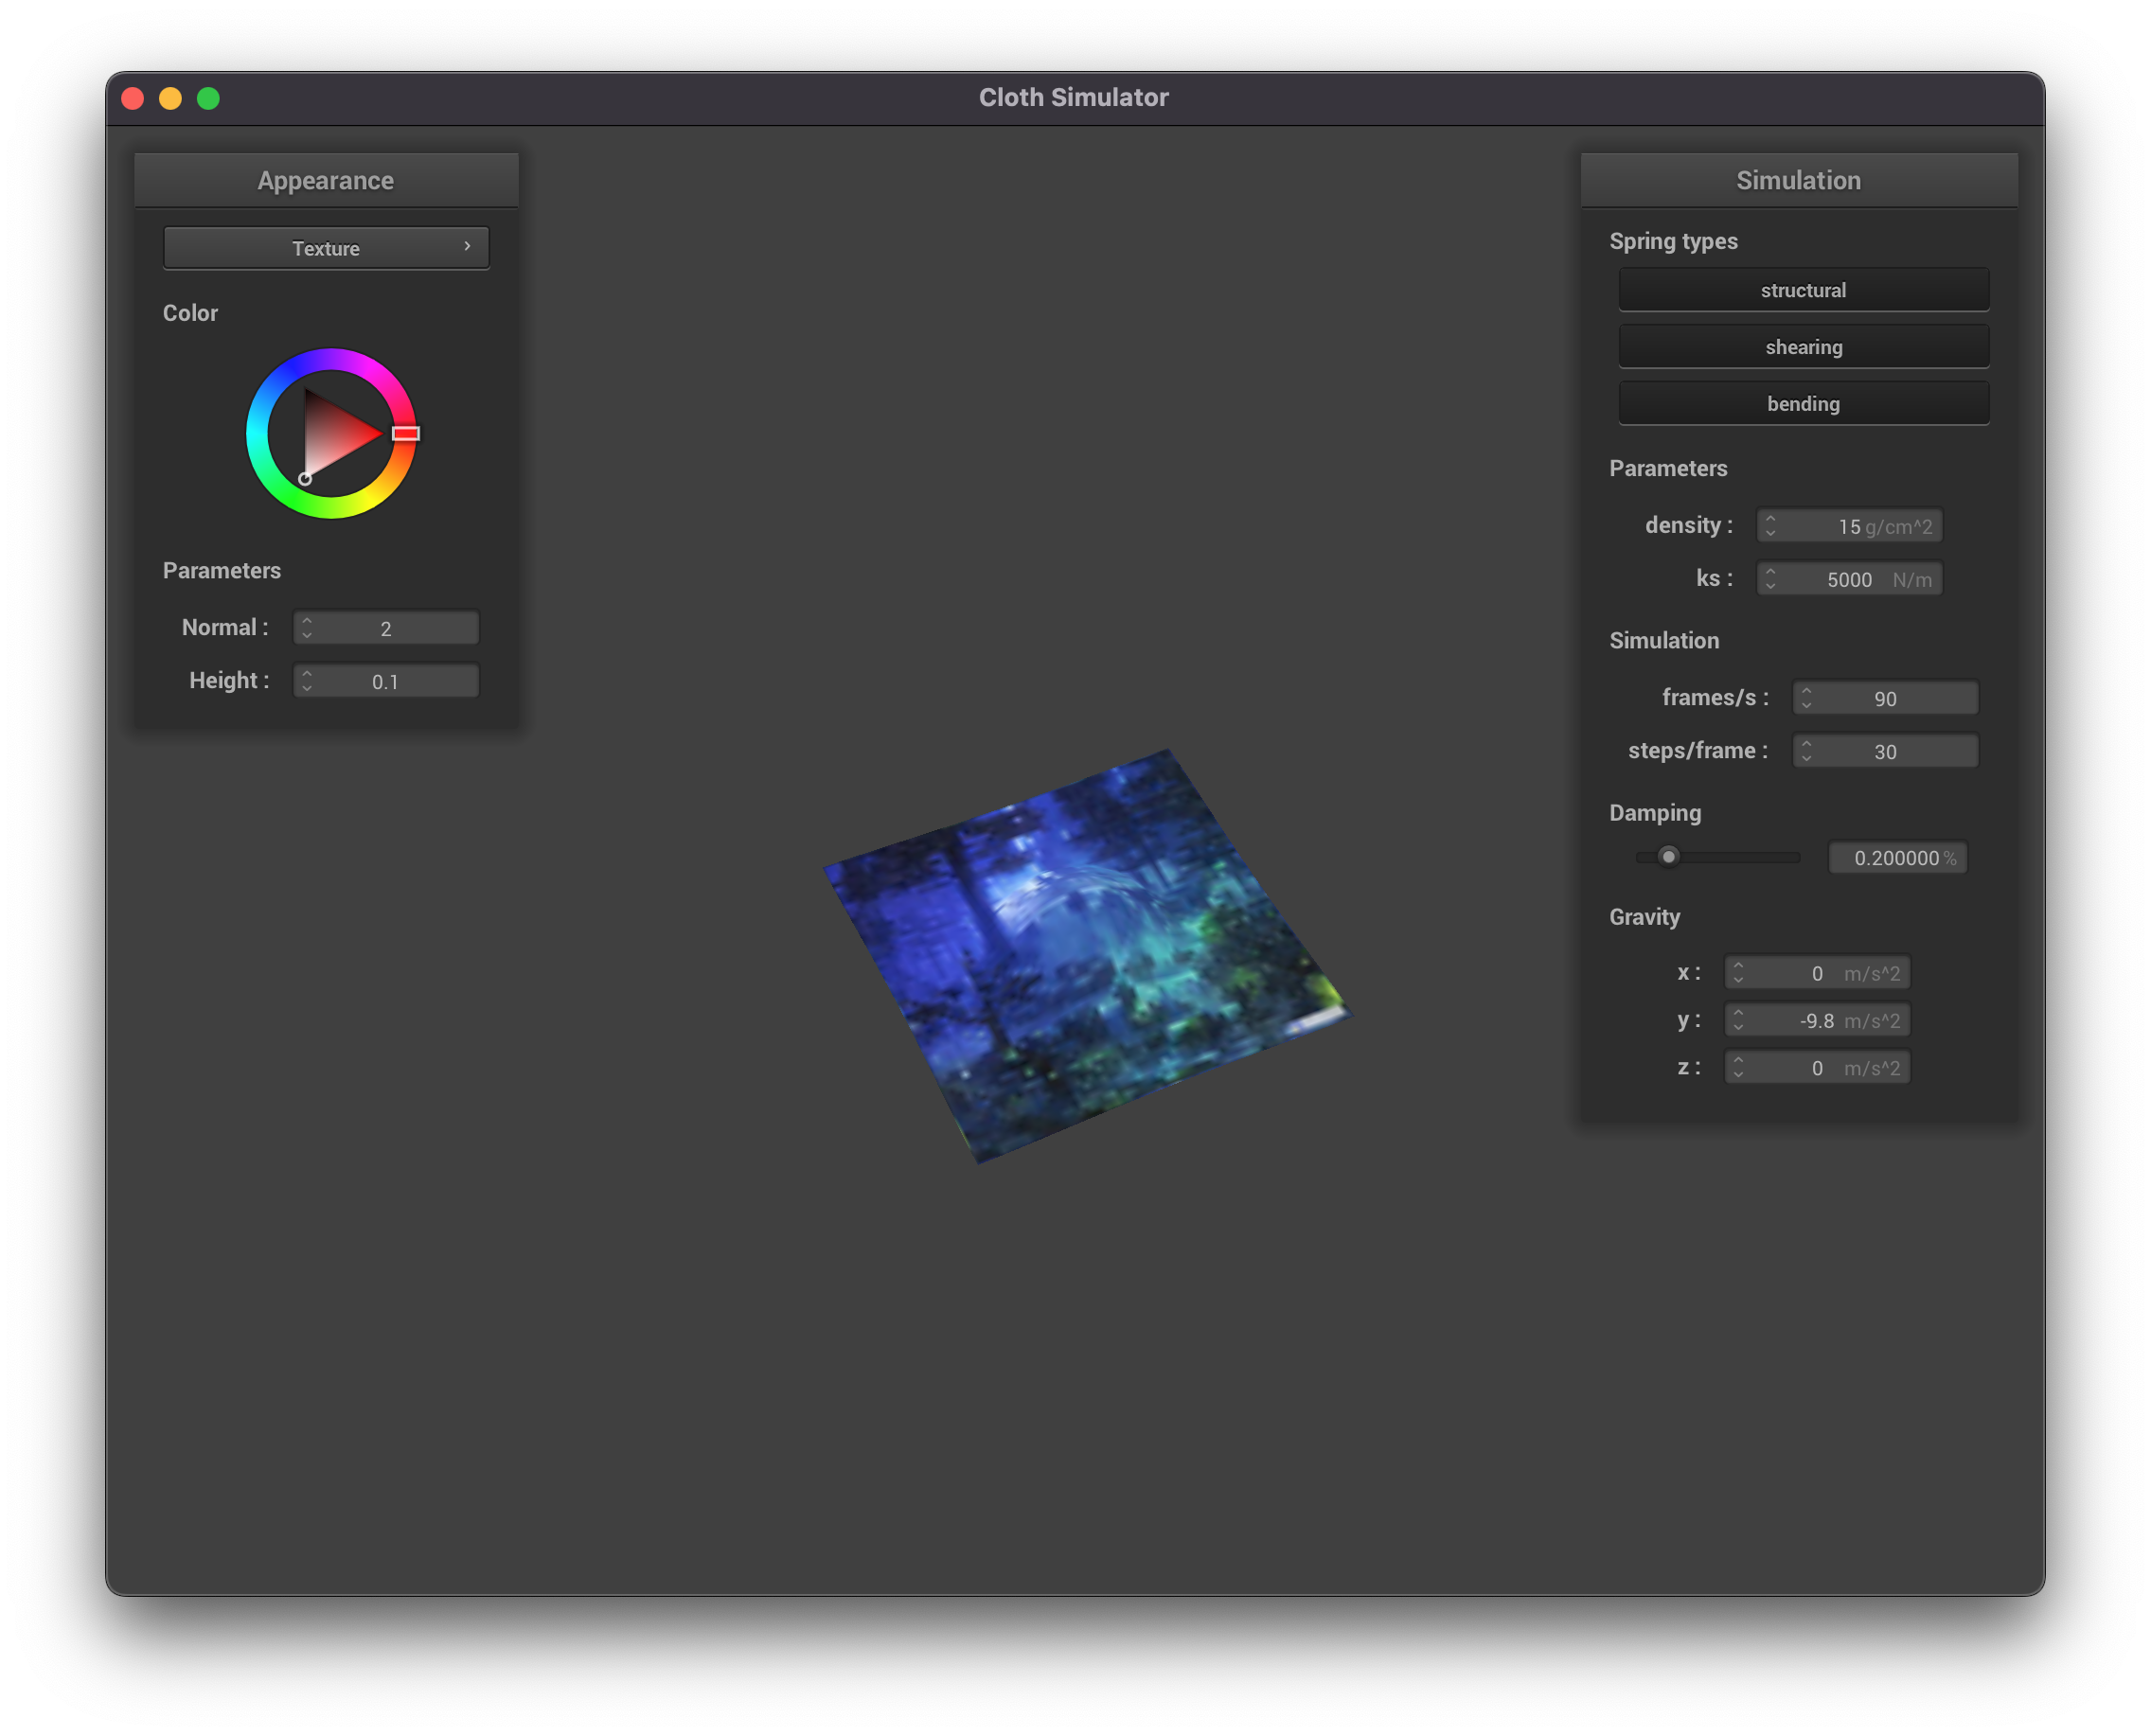 Cloth Simulator
Appearance
Texture
Color
Parameters
Normal : 2
Height : 0.1
Simulation
Spring types
structural
shearing
bending
Parameters
density : 15 g/cm^2
ks : 5000 N/m
Simulation
frames/s : 90
steps/frame : 30
Damping
0.200000 %
Gravity
x : 0 m/s^2
y : -9.8 m/s^2
z : 0 m/s^2